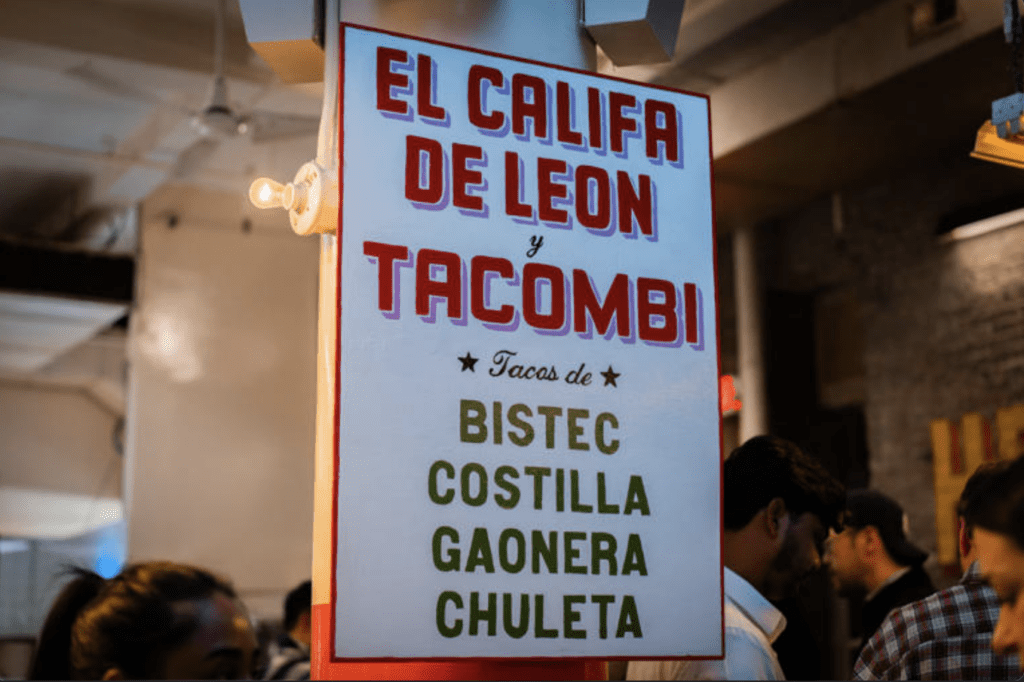 EL CALIFA
DE LEON
y
TACOMBI
★ Tacos de ★
BISTEC
COSTILLA
GAONERA
CHULETA